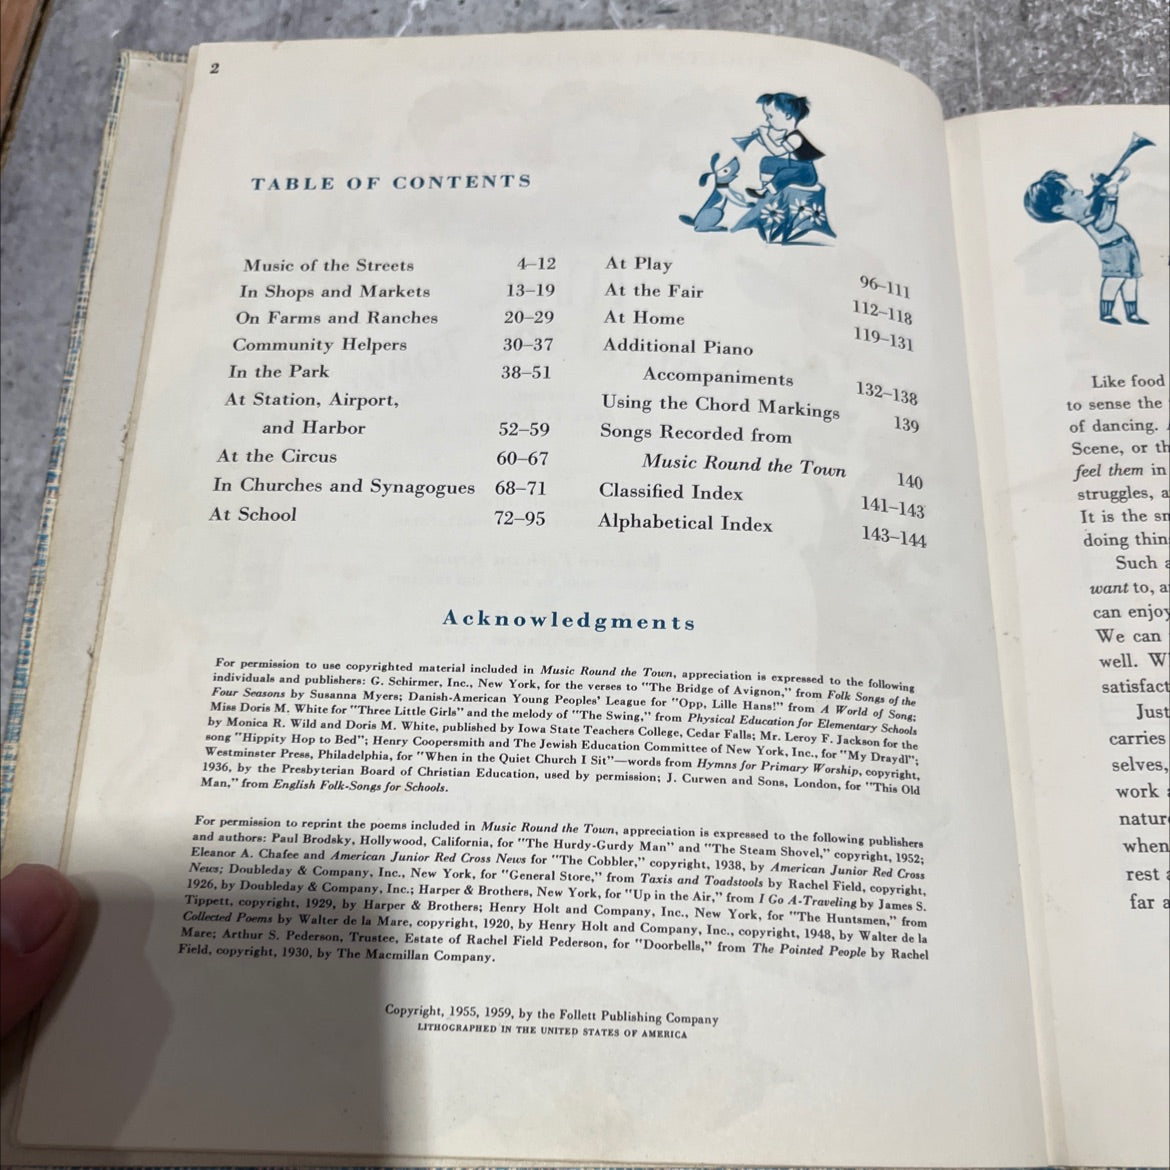 2
TABLE OF CONTENTS
Music of the Streets 4–12
In Shops and Markets 13–19
On Farms and Ranches 20–29
Community Helpers 30–37
In the Park 38–51
At Station, Airport,
and Harbor 52–59
At the Circus 60–67
In Churches and Synagogues 68–71
At School 72–95
At Play 96–111
At the Fair 112–118
At Home 119–131
Additional Piano
Accompaniments 132–138
Using the Chord Markings 139
Songs Recorded from
Music Round the Town 140
Classified Index 141–143
Alphabetical Index 143–144
Acknowledgments
For permission to use copyrighted material included in Music Round the Town, appreciation is expressed to the following
individuals and publishers: G. Schirmer, Inc., New York, for the verses to "The Bridge of Avignon," from Folk Songs of the
Four Seasons by Susanna Myers; Danish-American Young Peoples' League for "Opp, Lille Hans!" from A World of Song;
Miss Doris M. White for "Three Little Girls" and the melody of "The Swing," from Physical Education for Elementary Schools
by Monica R. Wild and Doris M. White, published by Iowa State Teachers College, Cedar Falls; Mr. Leroy F. Jackson for the
song "Hippity Hop to Bed"; Henry Coopersmith and The Jewish Education Committee of New York, Inc., for "My Draydl";
Westminster Press, Philadelphia, for "When in the Quiet Church I Sit"—words from Hymns for Primary Worship, copyright,
1936, by the Presbyterian Board of Christian Education, used by permission; J. Curwen and Sons, London, for "This Old
Man," from English Folk-Songs for Schools.
For permission to reprint the poems included in Music Round the Town, appreciation is expressed to the following publishers
and authors: Paul Brodsky, Hollywood, California, for "The Hurdy-Gurdy Man" and "The Steam Shovel," copyright, 1952;
Eleanor A. Chafee and American Junior Red Cross News for "The Cobbler," copyright, 1938, by American Junior Red Cross
News; Doubleday & Company, Inc., New York, for "General Store," from Taxis and Toadstools by Rachel Field, copyright,
1926, by Doubleday & Company, Inc.; Harper & Brothers, New York, for "Up in the Air," from I Go A-Traveling by James S.
Tippett, copyright, 1929, by Harper & Brothers; Henry Holt and Company, Inc., New York, for "The Huntsmen," from
Collected Poems by Walter de la Mare, copyright, 1920, by Henry Holt and Company, Inc., copyright, 1948, by Walter de la
Mare; Arthur S. Pederson, Trustee, Estate of Rachel Field Pederson, for "Doorbells," from The Pointed People by Rachel
Field, copyright, 1930, by The Macmillan Company.
Copyright, 1955, 1959, by the Follett Publishing Company
LITHOGRAPHED IN THE UNITED STATES OF AMERICA
Like food
to sense the
of dancing.
Scene, or th
feel them in
struggles, a
It is the sn
doing thin
Such a
want to, a
can enjoy
We can
well. W
satisfact
Just
carries
selves,
work
nature
when
rest a
far a